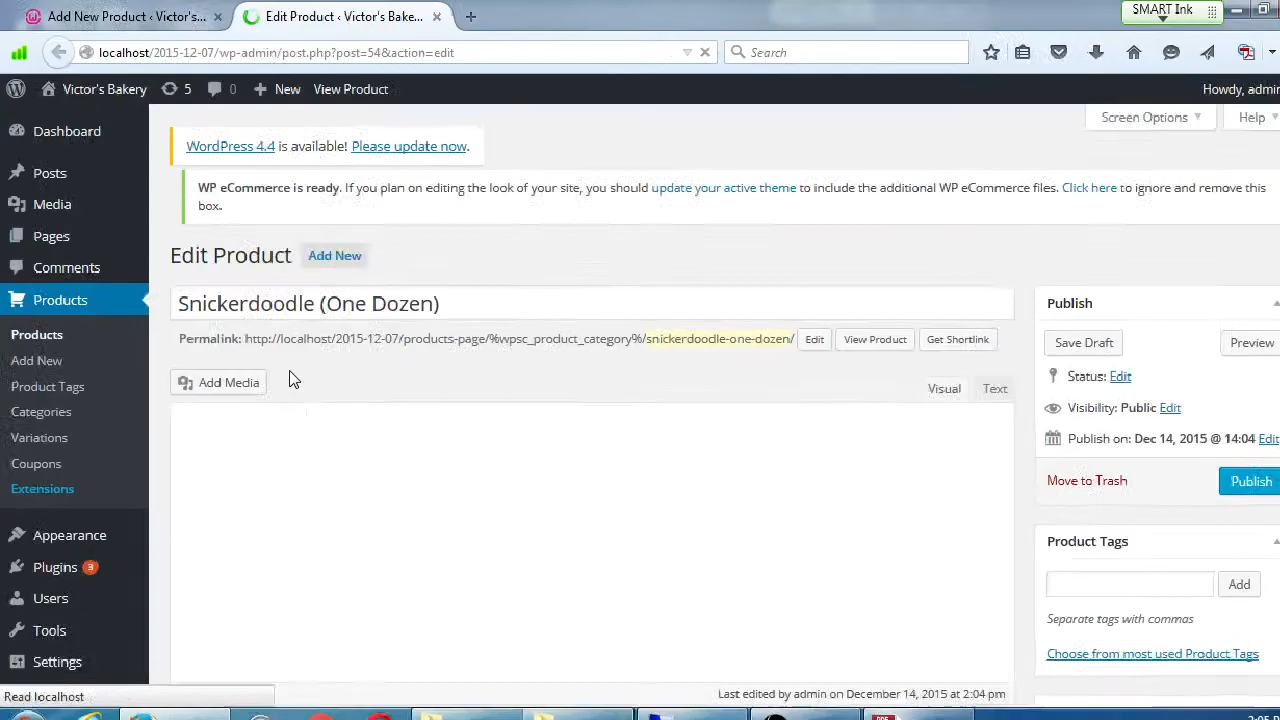 Add New Product ‹ Victor's ...
Edit Product ‹ Victor's Bake...
SMART Ink
localhost/2015-12-07/wp-admin/post.php?post=54&action=edit
Search
Victor's Bakery
5
0
New
View Product
Howdy, admin
Screen Options
Help
Dashboard
Posts
Media
Pages
Comments
Products
Products
Add New
Product Tags
Categories
Variations
Coupons
Extensions
Appearance
Plugins 3
Users
Tools
Settings
WordPress 4.4 is available! Please update now.
WP eCommerce is ready. If you plan on editing the look of your site, you should update your active theme to include the additional WP eCommerce files. Click here to ignore and remove this
box.
Edit Product Add New
Snickerdoodle (One Dozen)
Permalink: http://localhost/2015-12-07/products-page/%wpsc_product_category%/snickerdoodle-one-dozen/ Edit View Product Get Shortlink
Add Media
Visual Text
Last edited by admin on December 14, 2015 at 2:04 pm
Publish
Save Draft Preview
Status: Edit
Visibility: Public Edit
Publish on: Dec 14, 2015 @ 14:04 Edit
Move to Trash Publish
Product Tags
Add
Separate tags with commas
Choose from most used Product Tags
Read localhost